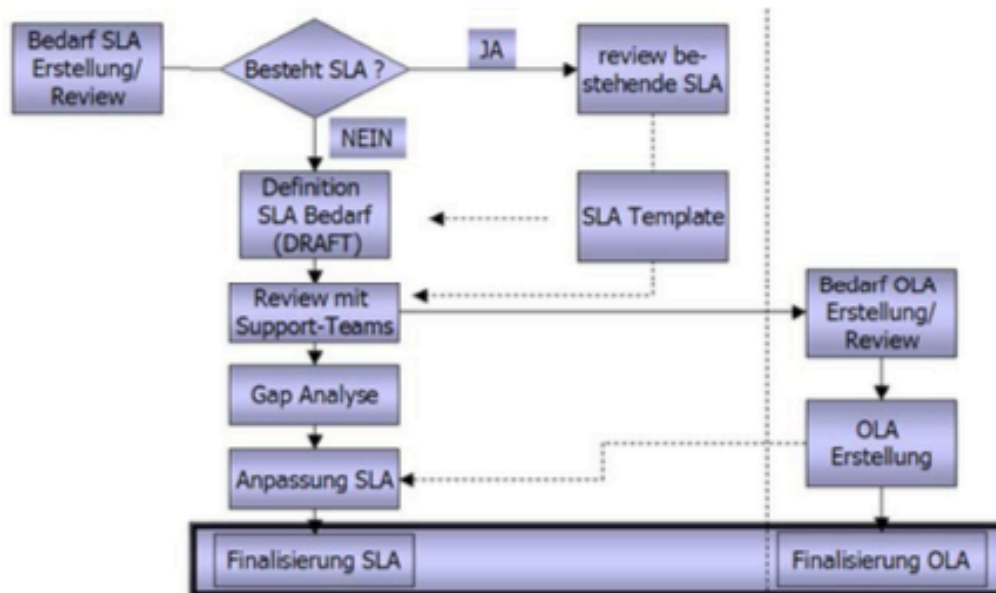 Bedarf SLA
Erstellung/
Review
Besteht SLA ?
JA
review be-
stehende SLA
NEIN
Definition
SLA Bedarf
(DRAFT)
SLA Template
Review mit
Support-Teams
Bedarf OLA
Erstellung/
Review
Gap Analyse
OLA
Erstellung
Anpassung SLA
Finalisierung SLA
Finalisierung OLA